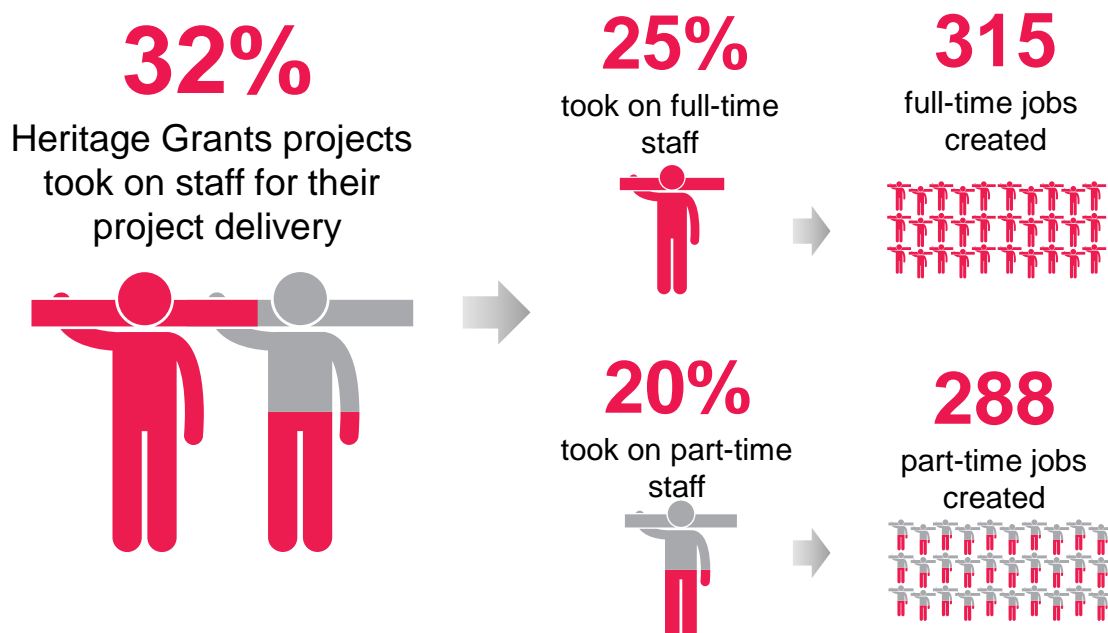 32%
Heritage Grants projects
took on staff for their
project delivery
25%
took on full-time
staff
315
full-time jobs
created
20%
took on part-time
staff
288
part-time jobs
created